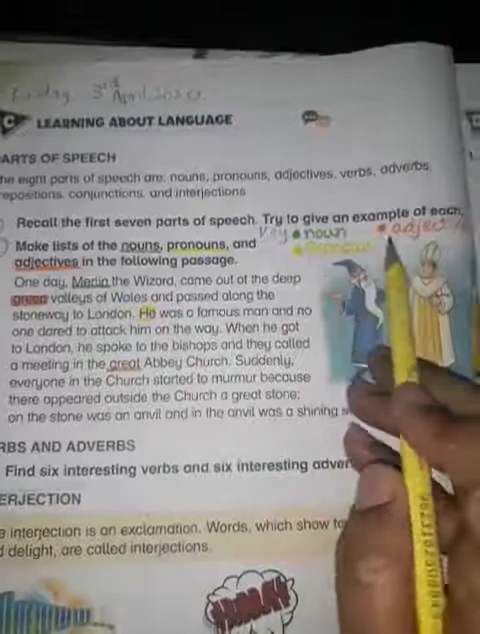 Friday 3rd April 2020
C LEARNING ABOUT LANGUAGE
ARTS OF SPEECH
he eight parts of speech are: nouns, pronouns, adjectives, verbs, adverbs,
repositions, conjunctions, and interjections
Recall the first seven parts of speech. Try to give an example of each.
Key noun adject
Make lists of the nouns, pronouns, and
pronoun
adjectives in the following passage.
One day, Merlin the Wizard, came out of the deep
green valleys of Wales and passed along the
stoneway to London. He was a famous man and no
one dared to attack him on the way. When he got
to London, he spoke to the bishops and they called
a meeting in the great Abbey Church. Suddenly,
everyone in the Church started to murmur because
there appeared outside the Church a great stone;
on the stone was an anvil and in the anvil was a shining
RBS AND ADVERBS
Find six interesting verbs and six interesting adver
ERJECTION
interjection is an exclamation. Words, which show
d delight, are called interjections.